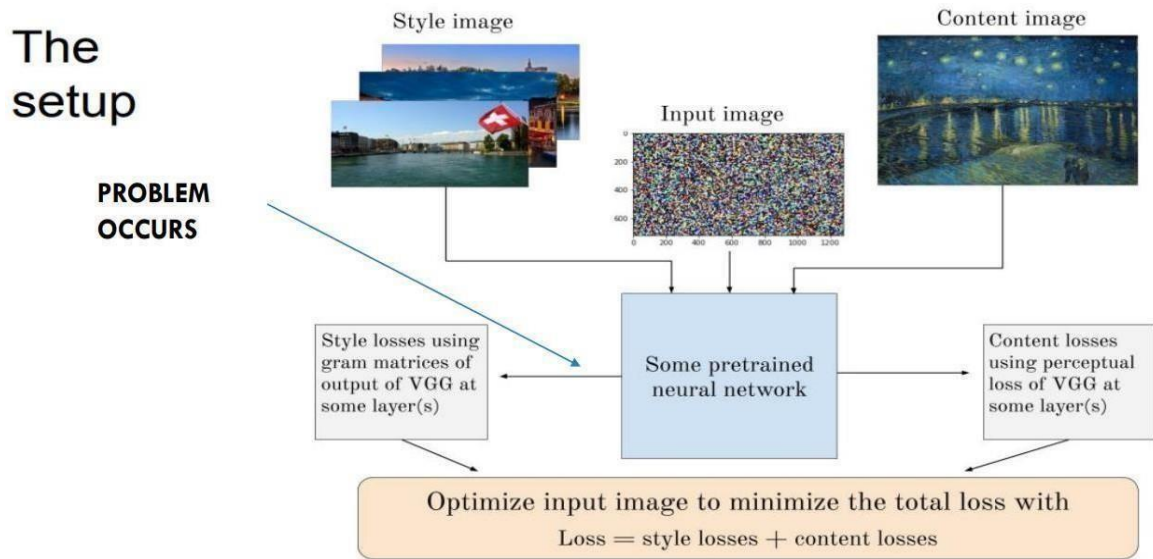 The
setup
Style image
Content image
Input image
0
200
400
600
0 200 400 600 800 1000 1200
PROBLEM
OCCURS
Style losses using
gram matrices of
output of VGG at
some layer(s)
Some pretrained
neural network
Content losses
using perceptual
loss of VGG at
some layer(s)
Optimize input image to minimize the total loss with
Loss = style losses + content losses